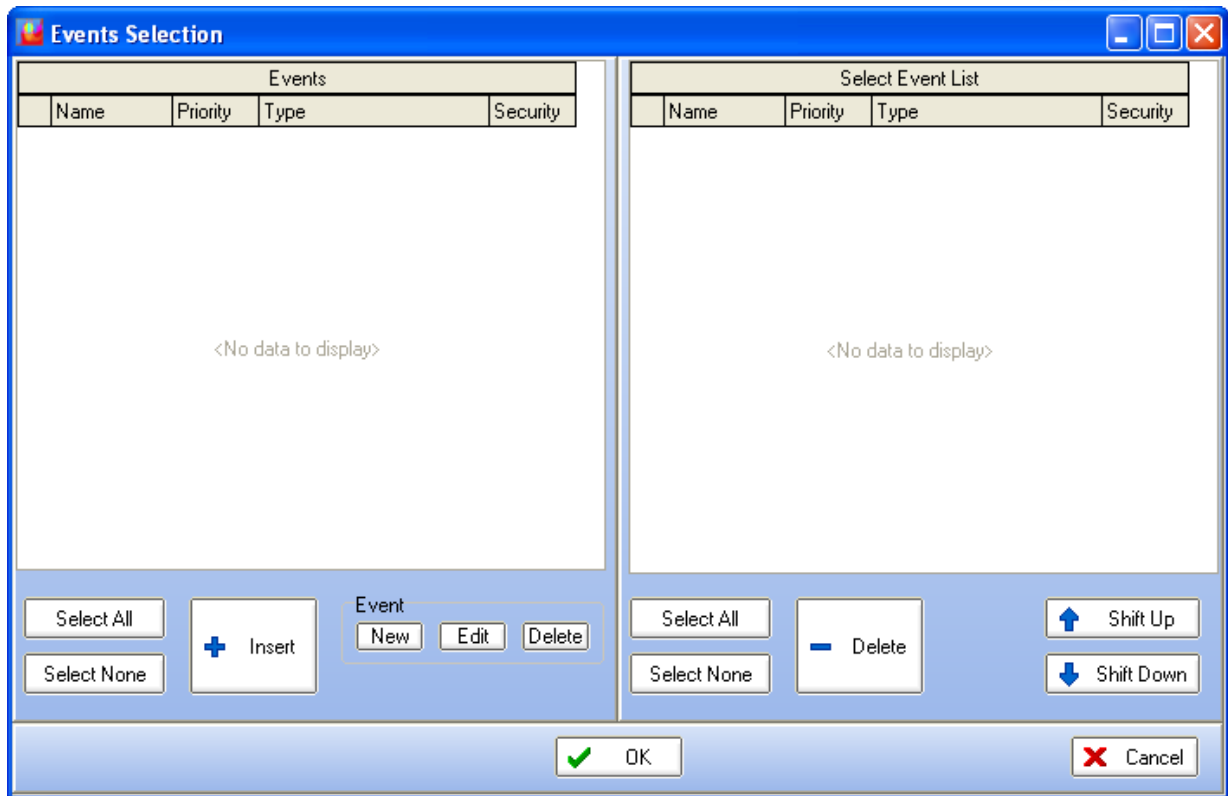 Events Selection
Events
Name Priority Type Security
<No data to display>
Select All
Select None
Insert
Event
New Edit Delete
Select Event List
Name Priority Type Security
<No data to display>
Select All
Select None
Delete
Shift Up
Shift Down
OK
Cancel